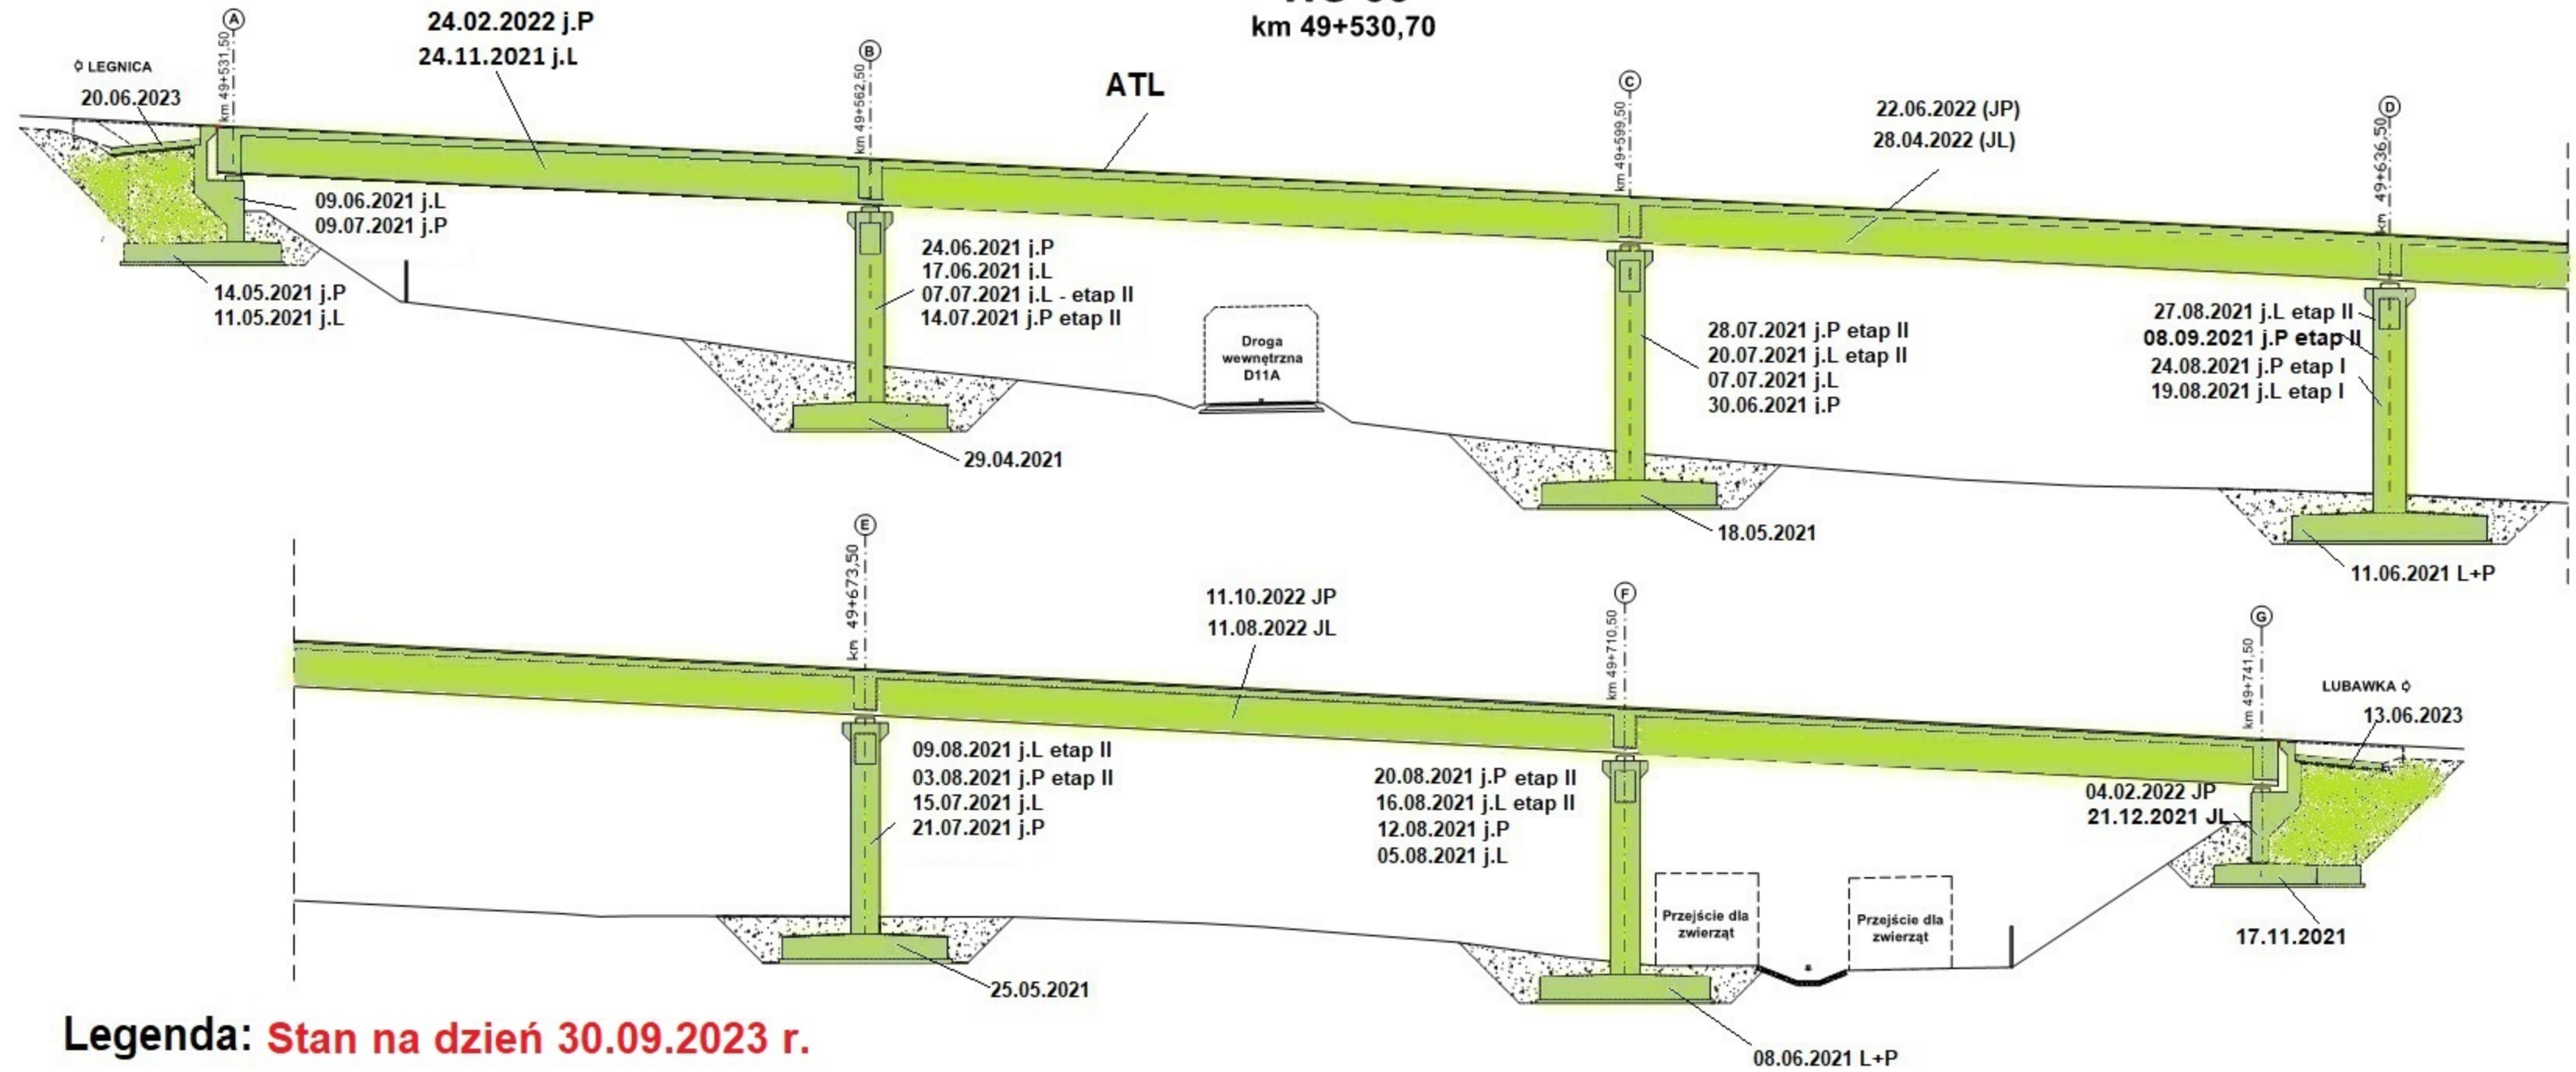 km 49+530,70
A
km 49+531,50
LEGNICA
20.06.2023
24.02.2022 j.P
24.11.2021 j.L
B
km 49+562,50
ATL
C
km 49+599,50
22.06.2022 (JP)
28.04.2022 (JL)
D
km 49+636,50
09.06.2021 j.L
09.07.2021 j.P
14.05.2021 j.P
11.05.2021 j.L
24.06.2021 j.P
17.06.2021 j.L
07.07.2021 j.L - etap II
14.07.2021 j.P etap II
29.04.2021
Droga
wewnętrzna
D11A
28.07.2021 j.P etap II
20.07.2021 j.L etap II
07.07.2021 j.L
30.06.2021 j.P
18.05.2021
27.08.2021 j.L etap II
08.09.2021 j.P etap II
24.08.2021 j.P etap I
19.08.2021 j.L etap I
11.06.2021 L+P
E
km 49+673,50
11.10.2022 JP
11.08.2022 JL
F
km 49+710,50
G
km 49+741,50
LUBAWKA
13.06.2023
09.08.2021 j.L etap II
03.08.2021 j.P etap II
15.07.2021 j.L
21.07.2021 j.P
25.05.2021
20.08.2021 j.P etap II
16.08.2021 j.L etap II
12.08.2021 j.P
05.08.2021 j.L
Przejście dla
zwierząt
Przejście dla
zwierząt
04.02.2022 JP
21.12.2021 JL
17.11.2021
08.06.2021 L+P
Legenda: Stan na dzień 30.09.2023 r.